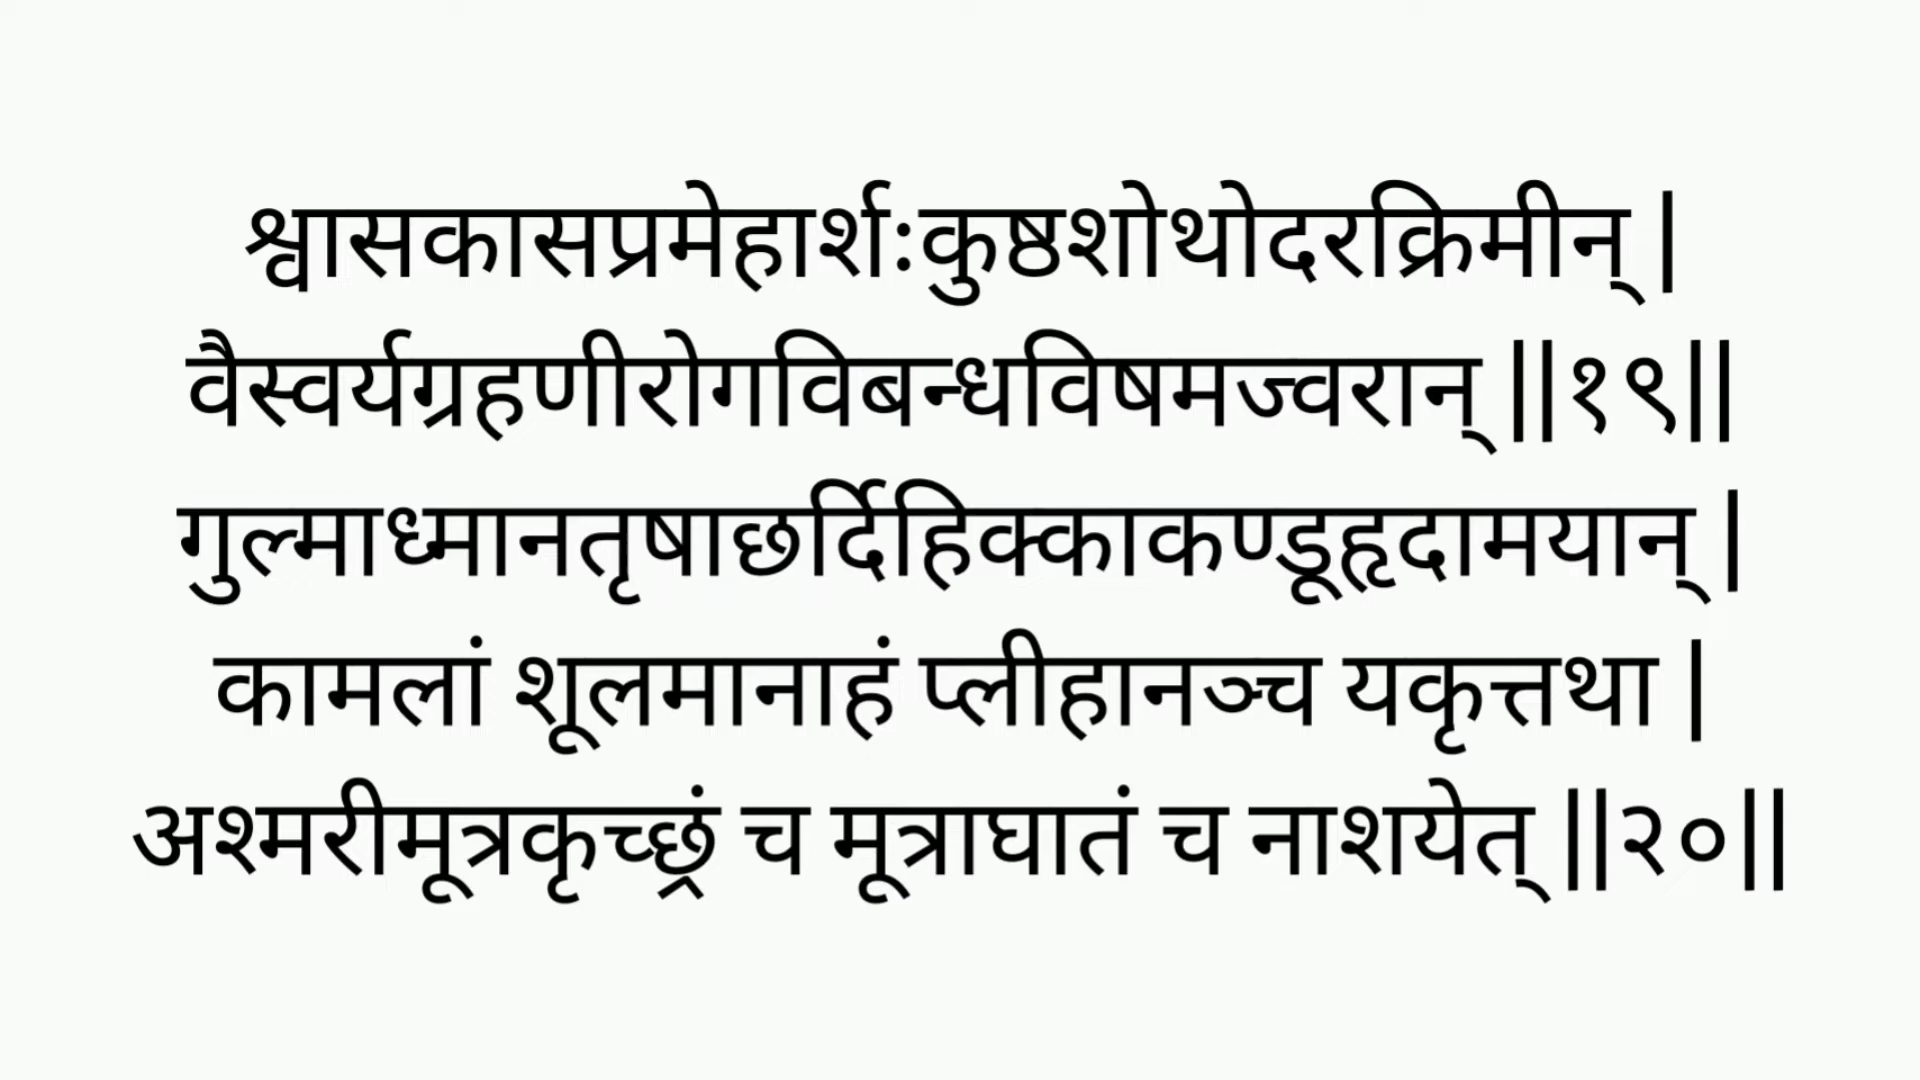 श्वासकासप्रमेहार्शःकुष्ठशोथोदरक्रिमीन् |
वैस्वर्यग्रहणीरोगविबन्धविषमज्वरान् ||१९||
गुल्माध्मानतृषाछर्दिहिक्काकण्डूहृदामयान् |
कामलां शूलमानाहं प्लीहानञ्च यकृत्तथा |
अश्मरीमूत्रकृच्छ्रं च मूत्राघातं च नाशयेत् ||२०||